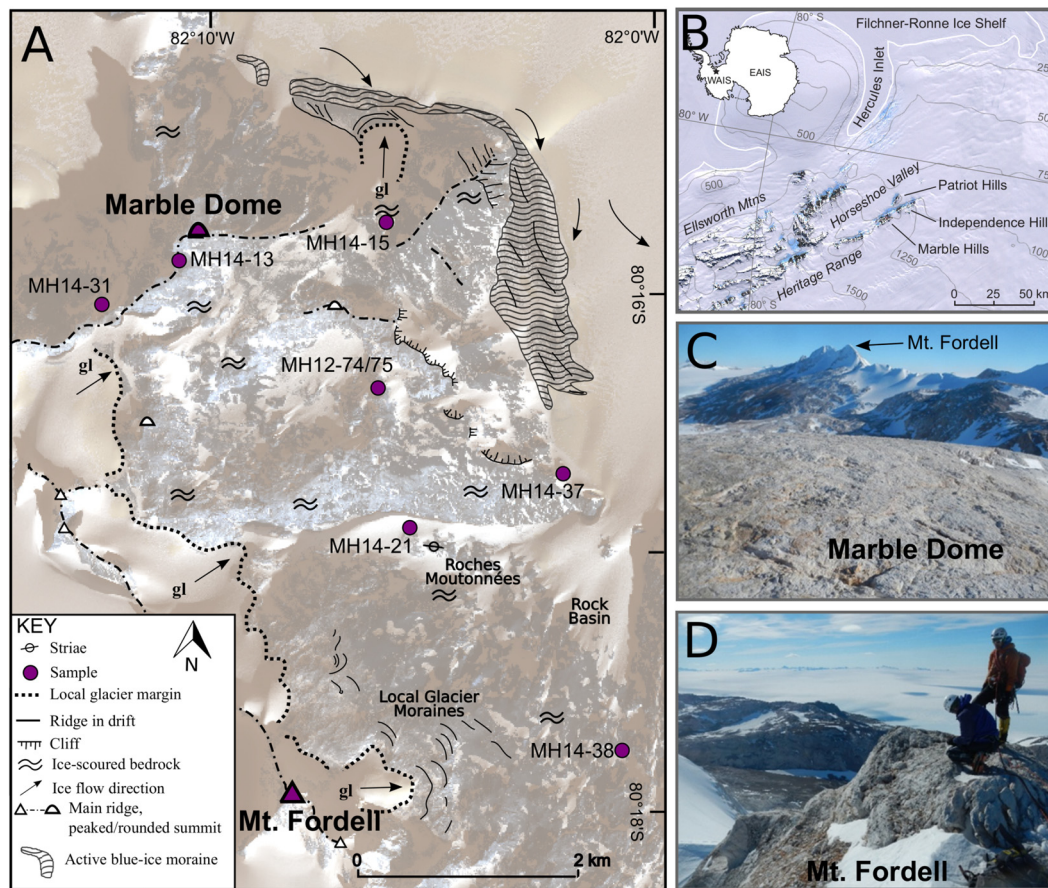 A
82°10'W
82°0'W
gl
Marble Dome
MH14-15
MH14-13
MH14-31
80°16'S
gl
MH12-74/75
MH14-37
MH14-21
Roches
Moutonnées
gl
Rock
Basin
Local Glacier
Moraines
MH14-38
gl
Mt. Fordell
80°18'S
0
2 km
KEY
N
Striae
Sample
Local glacier margin
Ridge in drift
Cliff
Ice-scoured bedrock
Ice flow direction
Main ridge,
peaked/rounded summit
Active blue-ice moraine
B
80° S
Filchner-Ronne Ice Shelf
WAIS
EAIS
Hercules Inlet
80° W
500
500
Ellsworth Mtns
Horseshoe Valley
Patriot Hills
Independence Hill
Marble Hills
Heritage Range
1250
1500
80° S
0
25
50 km
C
Mt. Fordell
Marble Dome
D
Mt. Fordell